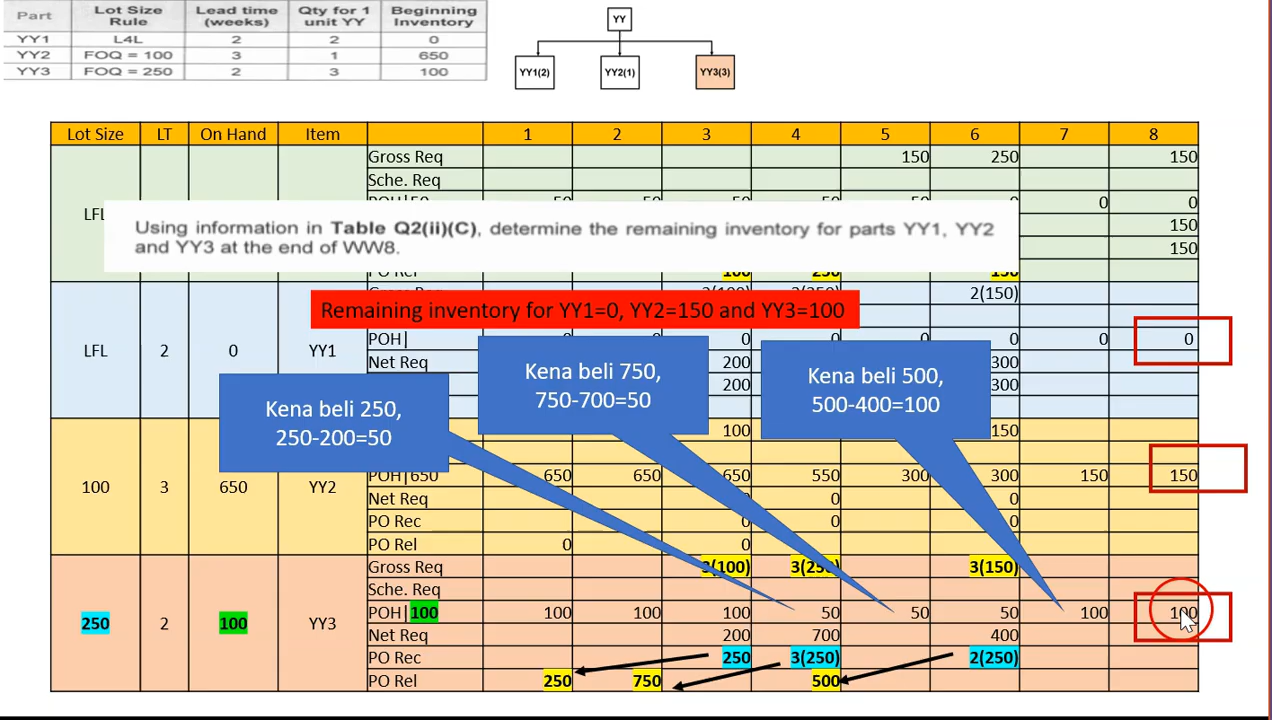 Part Lot Size Rule Lead time (weeks) Qty for 1 unit YY Beginning Inventory
YY1 L4L 2 2 0
YY2 FOQ = 100 3 1 650
YY3 FOQ = 250 2 3 100
YY
YY1(2) YY2(1) YY3(3)
Lot Size LT On Hand Item 1 2 3 4 5 6 7 8
Gross Req 150 250 150
Sche. Req
LFL 0 0
Using information in Table Q2(ii)(C), determine the remaining inventory for parts YY1, YY2
and YY3 at the end of WW8.
150
150
PO Rel 100 250 150
2(150)
Remaining inventory for YY1=0, YY2=150 and YY3=100
LFL 2 0 YY1
POH| 0 0 0
Net Req 200 300
200 300
Kena beli 250,
250-200=50
Kena beli 750,
750-700=50
Kena beli 500,
500-400=100
100 150
100 3 650 YY2
POH|650 650 650 650 550 300 300 150 150
Net Req 0 0 0
PO Rec 0 0 0
PO Rel 0 0
250 2 100 YY3
Gross Req 3(100) 3(250) 3(150)
Sche. Req
POH|100 100 100 100 50 50 50 100 100
Net Req 200 700 400
PO Rec 250 3(250) 2(250)
PO Rel 250 750 500